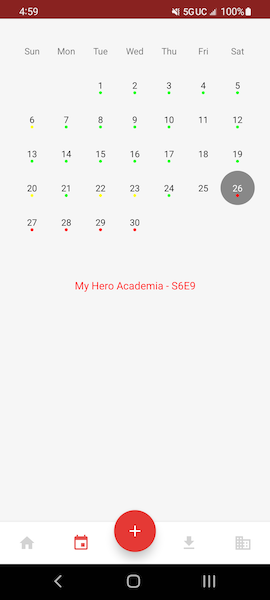 4:59 5GUC 100%
Sun Mon Tue Wed Thu Fri Sat
1 2 3 4 5
6 7 8 9 10 11 12
13 14 15 16 17 18 19
20 21 22 23 24 25 26
27 28 29 30
My Hero Academia - S6E9